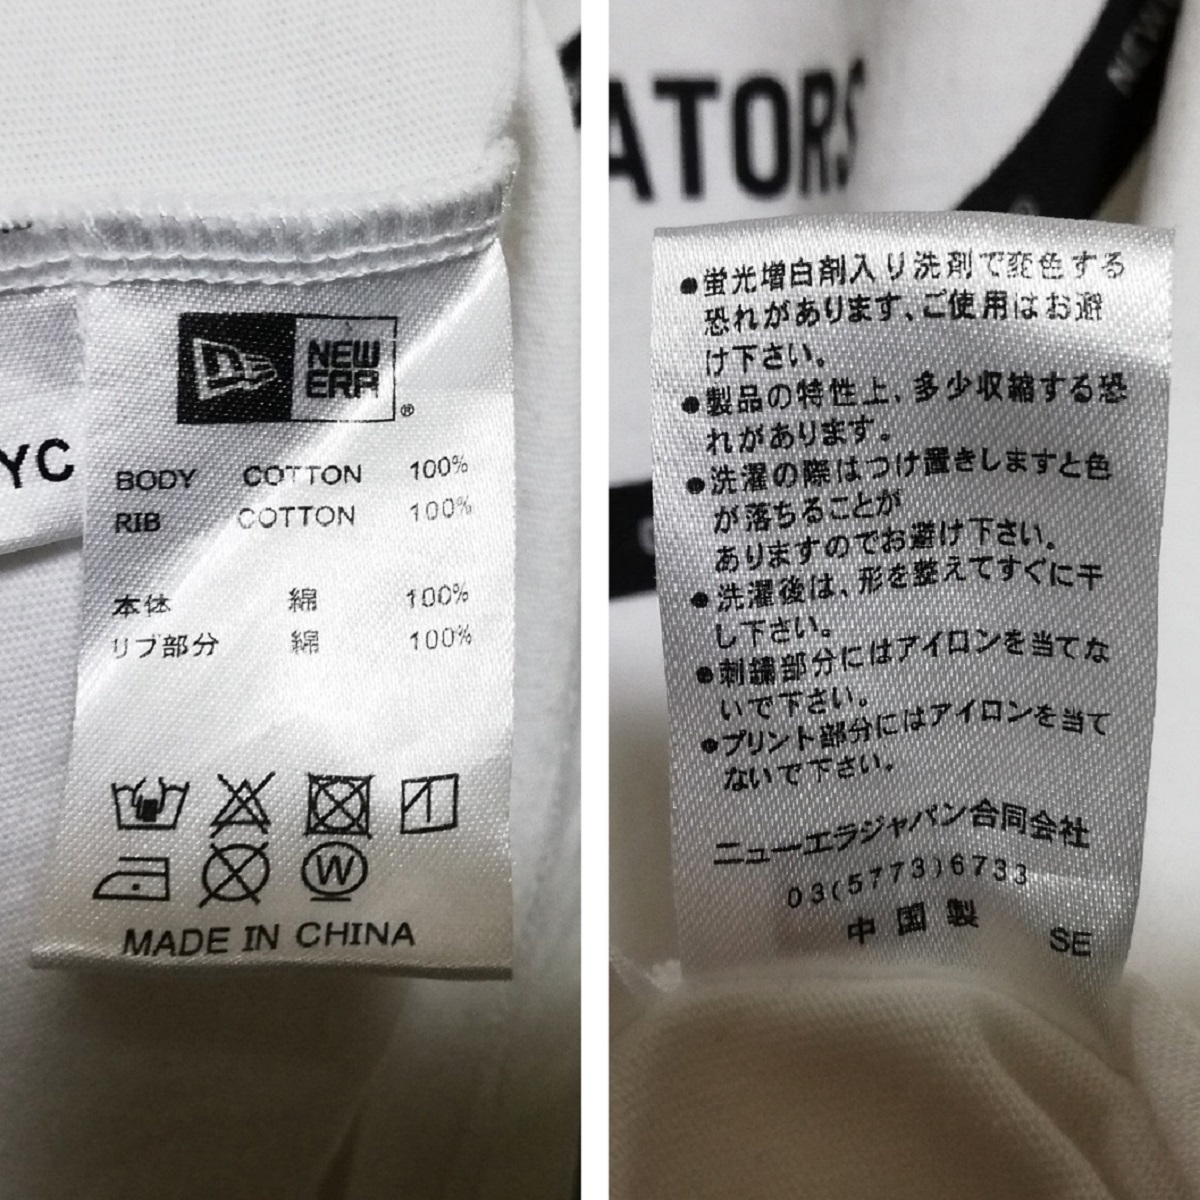 YC
NEW
ERA
®
BODY COTTON 100%
RIB COTTON 100%
本体 綿 100%
リブ部分 綿 100%
W
MADE IN CHINA
ATORS
NEW
●蛍光増白剤入り洗剤で変色する
恐れがあります、ご使用はお避
け下さい。
●製品の特性上、多少収縮する恐
れがあります。
●洗濯の際はつけ置きしますと色
が落ちることが
ありますのでお避け下さい。
●洗濯後は、形を整えてすぐに干
し下さい。
●刺繍部分にはアイロンを当てな
いで下さい。
●プリント部分にはアイロンを当て
ないで下さい。
ニューエラジャパン合同会社
03(5773)6733
中国製 SE